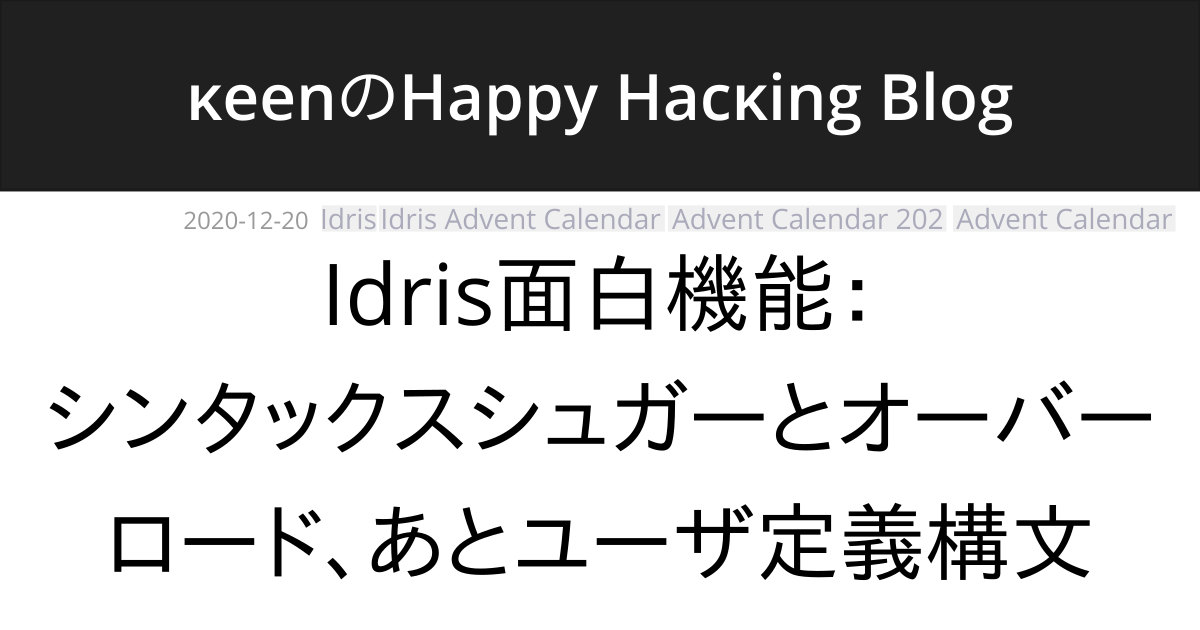 κeenのHappy Hacκing Blog
2020-12-20 Idris Idris Advent Calendar Advent Calendar 202 Advent Calendar
Idris面白機能：
シンタックスシュガーとオーバー
ロード、あとユーザ定義構文